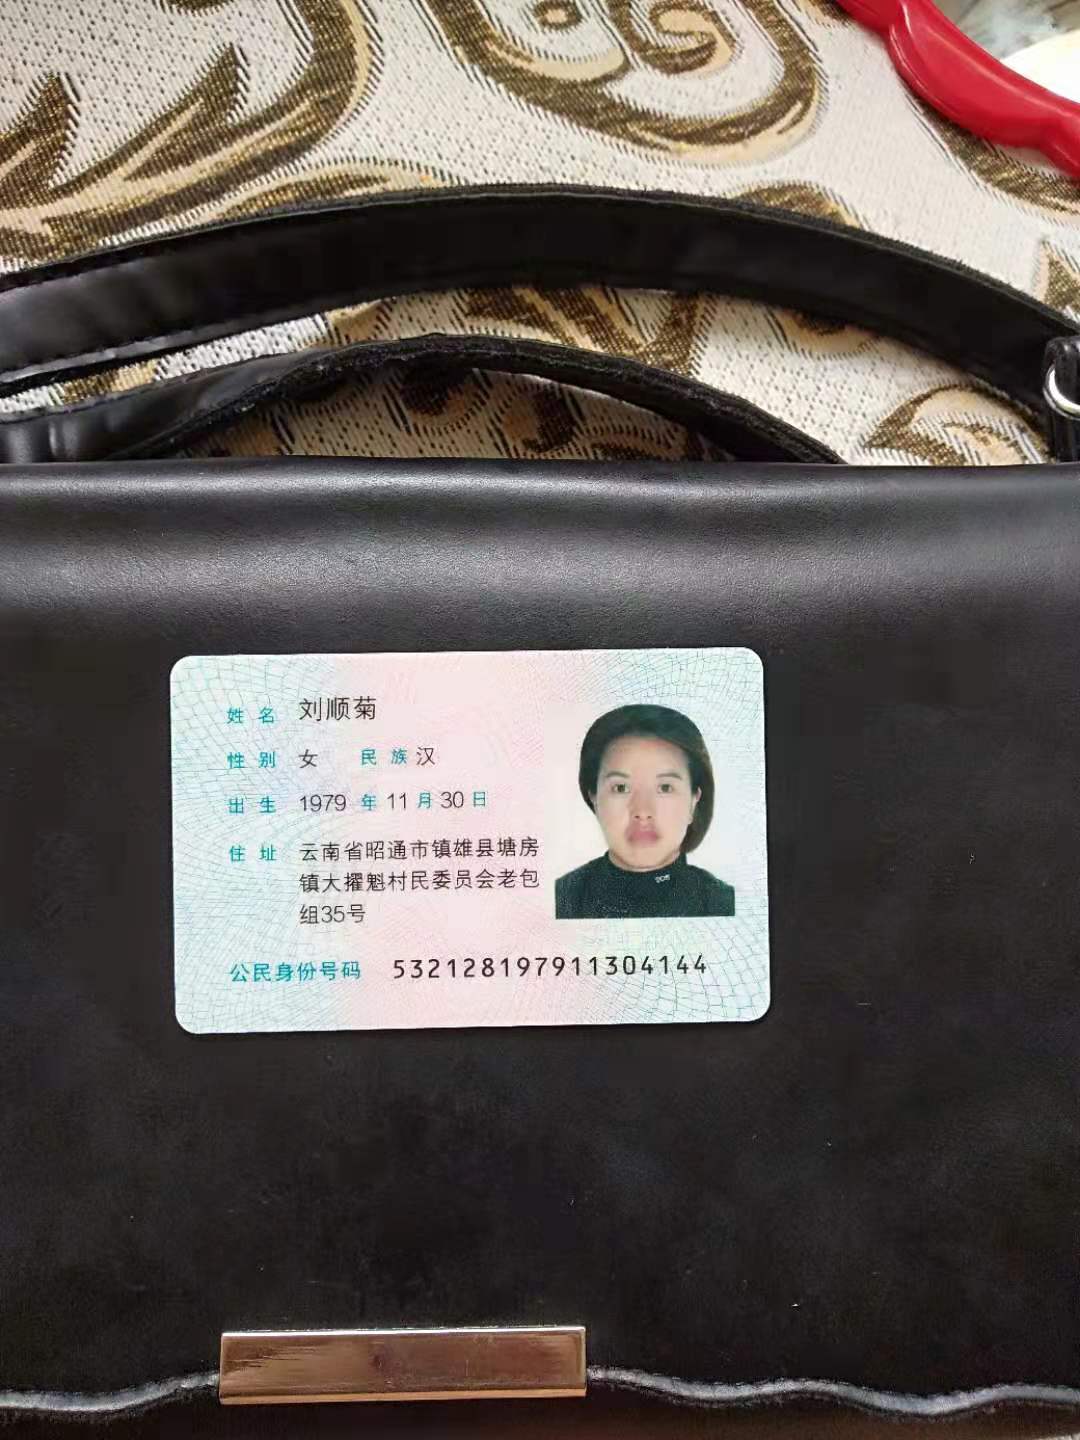 姓名 刘顺菊
性别 女 民族 汉
出生 1979 年 11 月 30 日
住址 云南省昭通市镇雄县塘房
镇大擢魁村民委员会老包
组35号
公民身份号码 532128197911304144